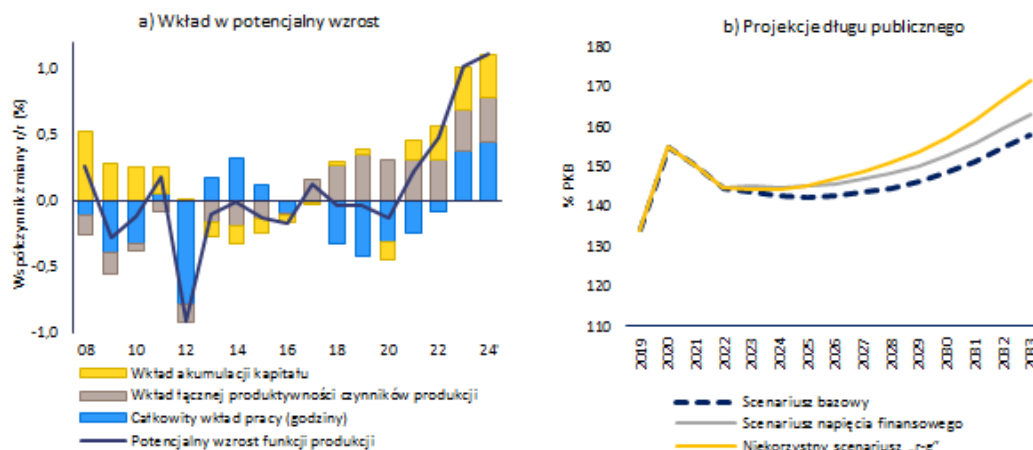 a) Wkład w potencjalny wzrost
Współczynnik zmiany r/r (%)
1,0
0,5
0,0
-0,5
-1,0
08 10 12 14 16 18 20 22 24'
Wkład akumulacji kapitału
Wkład łącznej produktywności czynników produkcji
Całkowity wkład pracy (godziny)
Potencjalny wzrost funkcji produkcji
b) Projekcje długu publicznego
% PKB
180
170
160
150
140
130
120
110
2019 2020 2021 2022 2023 2024 2025 2026 2027 2028 2029 2030 2031 2032 2033
Scenariusz bazowy
Scenariusz napięcia finansowego
Niekorzystny scenariusz „r-g"